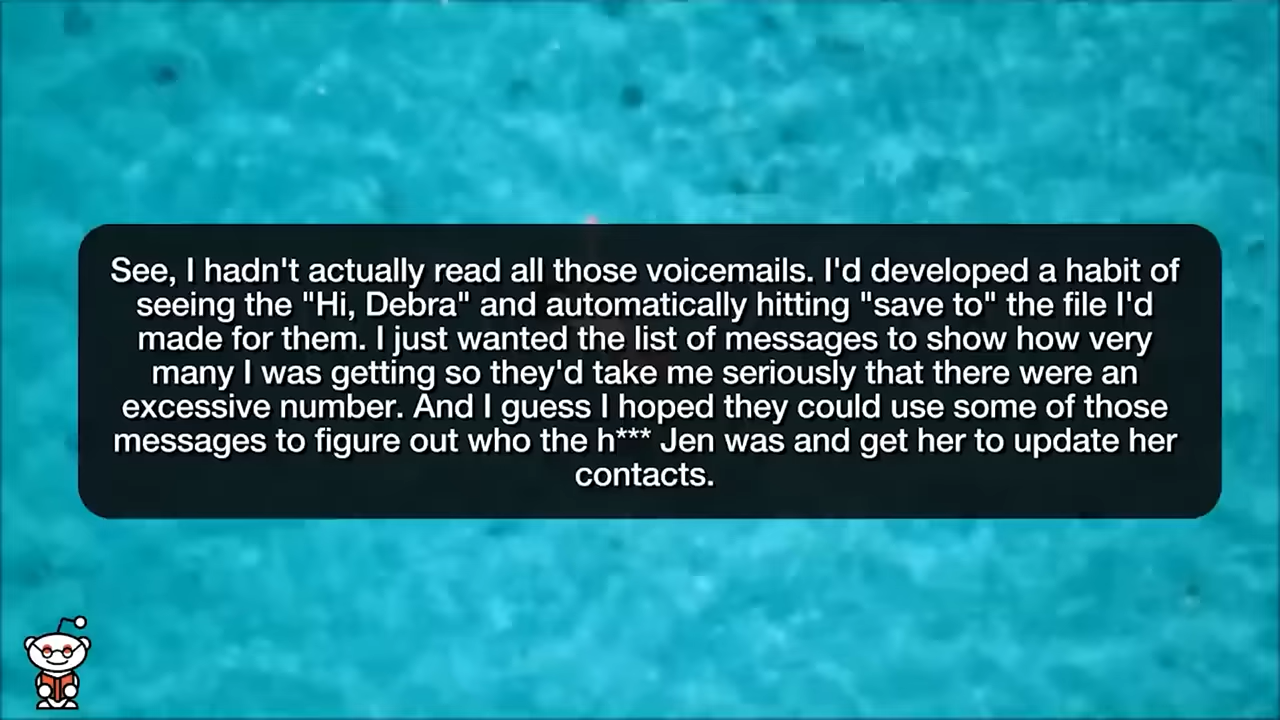 See, I hadn't actually read all those voicemails. I'd developed a habit of
seeing the "Hi, Debra" and automatically hitting "save to" the file I'd
made for them. I just wanted the list of messages to show how very
many I was getting so they'd take me seriously that there were an
excessive number. And I guess I hoped they could use some of those
messages to figure out who the h*** Jen was and get her to update her
contacts.